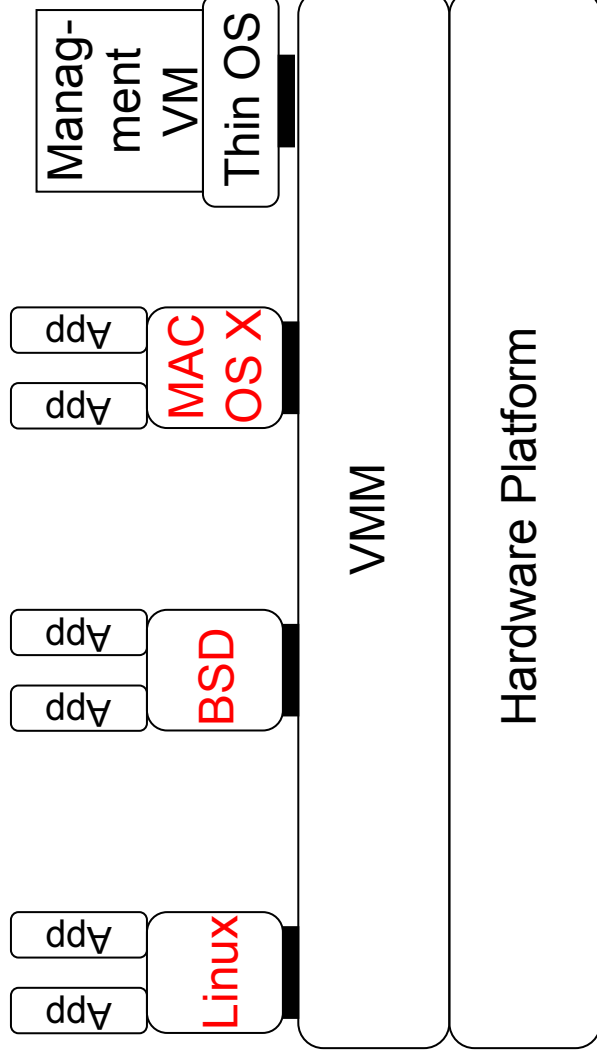 App
App
App
App
App
App
Manag-
ment
VM
Linux
BSD
MAC
OS X
Thin OS
VMM
Hardware Platform